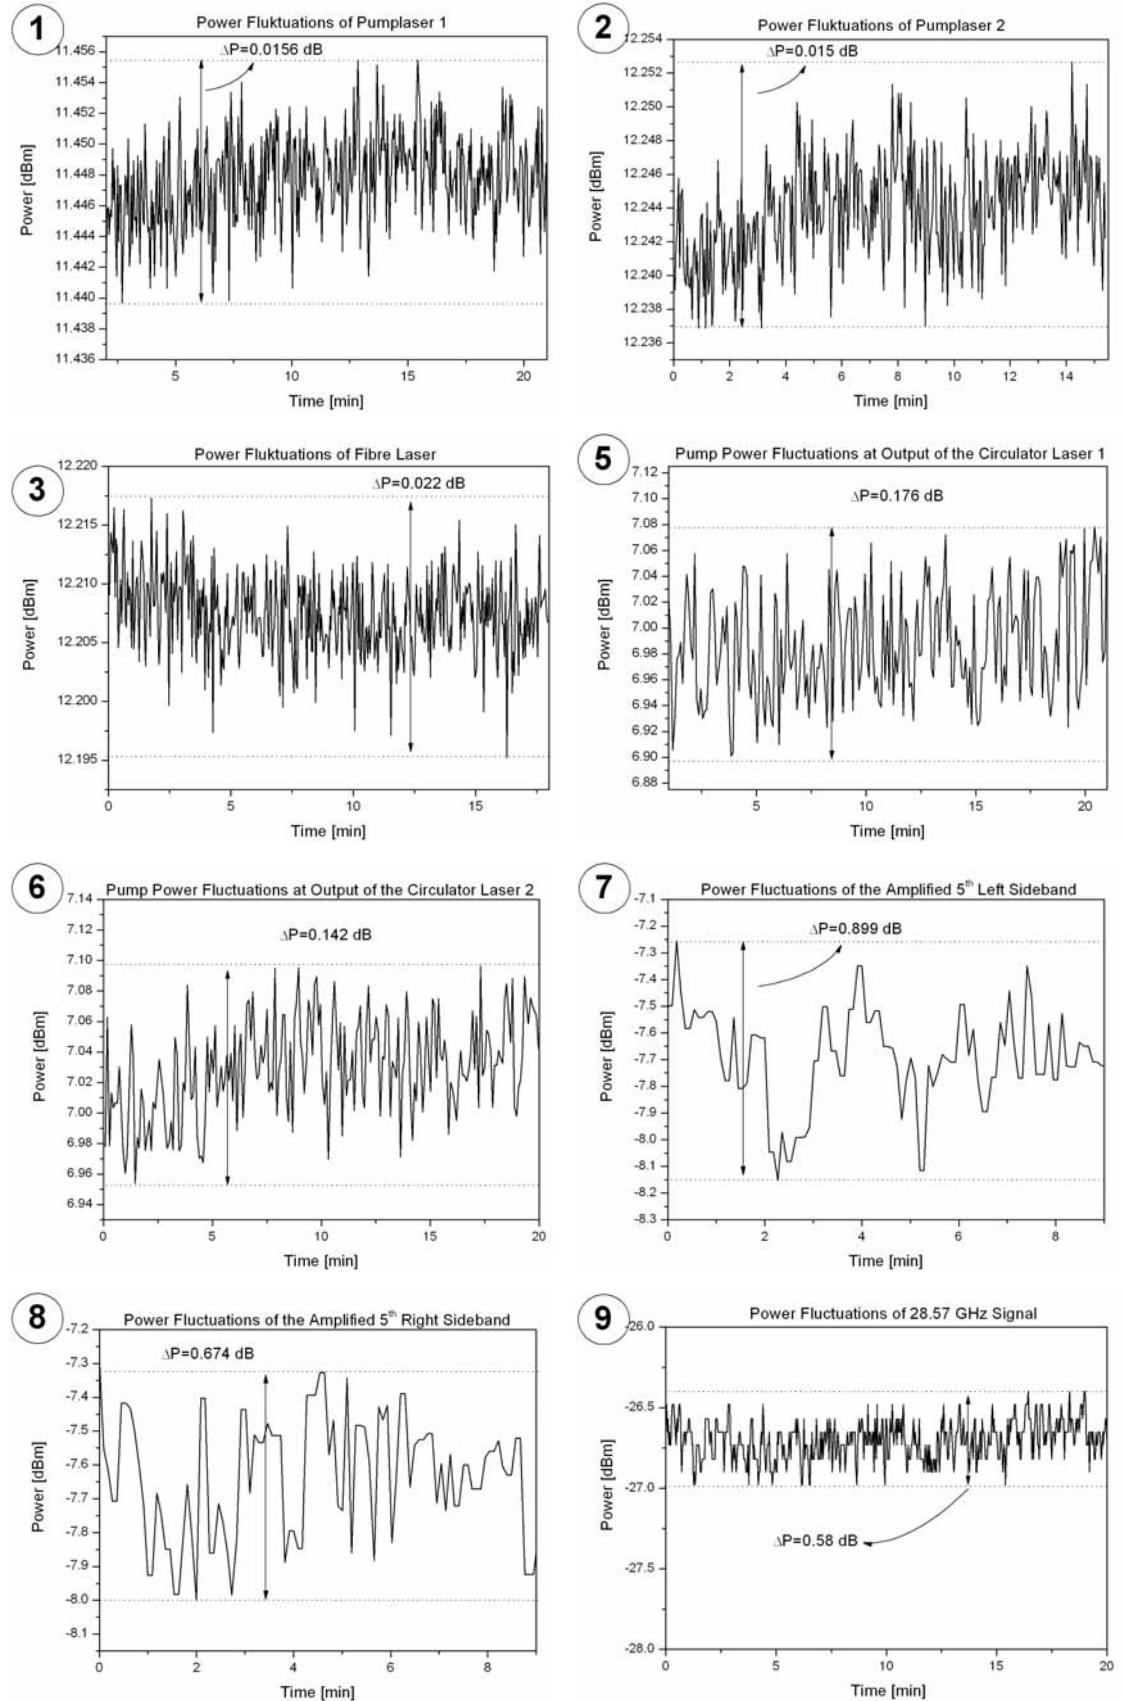 1
Power Fluktuations of Pumplaser 1
ΔP=0.0156 dB
11.456
11.454
11.452
11.450
11.448
11.446
11.444
11.442
11.440
11.438
11.436
Power [dBm]
5 10 15 20
Time [min]
2
Power Fluktuations of Pumplaser 2
ΔP=0.015 dB
12.254
12.252
12.250
12.248
12.246
12.244
12.242
12.240
12.238
12.236
Power [dBm]
0 2 4 6 8 10 12 14
Time [min]
3
Power Fluktuations of Fibre Laser
ΔP=0.022 dB
12.220
12.215
12.210
12.205
12.200
12.195
Power [dBm]
0 5 10 15
Time [min]
5
Pump Power Fluctuations at Output of the Circulator Laser 1
ΔP=0.176 dB
7.12
7.10
7.08
7.06
7.04
7.02
7.00
6.98
6.96
6.94
6.92
6.90
6.88
Power [dBm]
5 10 15 20
Time [min]
6
Pump Power Fluctuations at Output of the Circulator Laser 2
ΔP=0.142 dB
7.14
7.12
7.10
7.08
7.06
7.04
7.02
7.00
6.98
6.96
6.94
Power [dBm]
0 5 10 15 20
Time [min]
7
Power Fluctuations of the Amplified 5th Left Sideband
ΔP=0.899 dB
-7.1
-7.2
-7.3
-7.4
-7.5
-7.6
-7.7
-7.8
-7.9
-8.0
-8.1
-8.2
-8.3
Power [dBm]
0 2 4 6 8
Time [min]
8
Power Fluctuations of the Amplified 5th Right Sideband
ΔP=0.674 dB
-7.2
-7.3
-7.4
-7.5
-7.6
-7.7
-7.8
-7.9
-8.0
-8.1
Power [dBm]
0 2 4 6 8
Time [min]
9
Power Fluctuations of 28.57 GHz Signal
-26.0
-26.5
-27.0
-27.5
-28.0
ΔP=0.58 dB
Power [dBm]
0 5 10 15 20
Time [min]